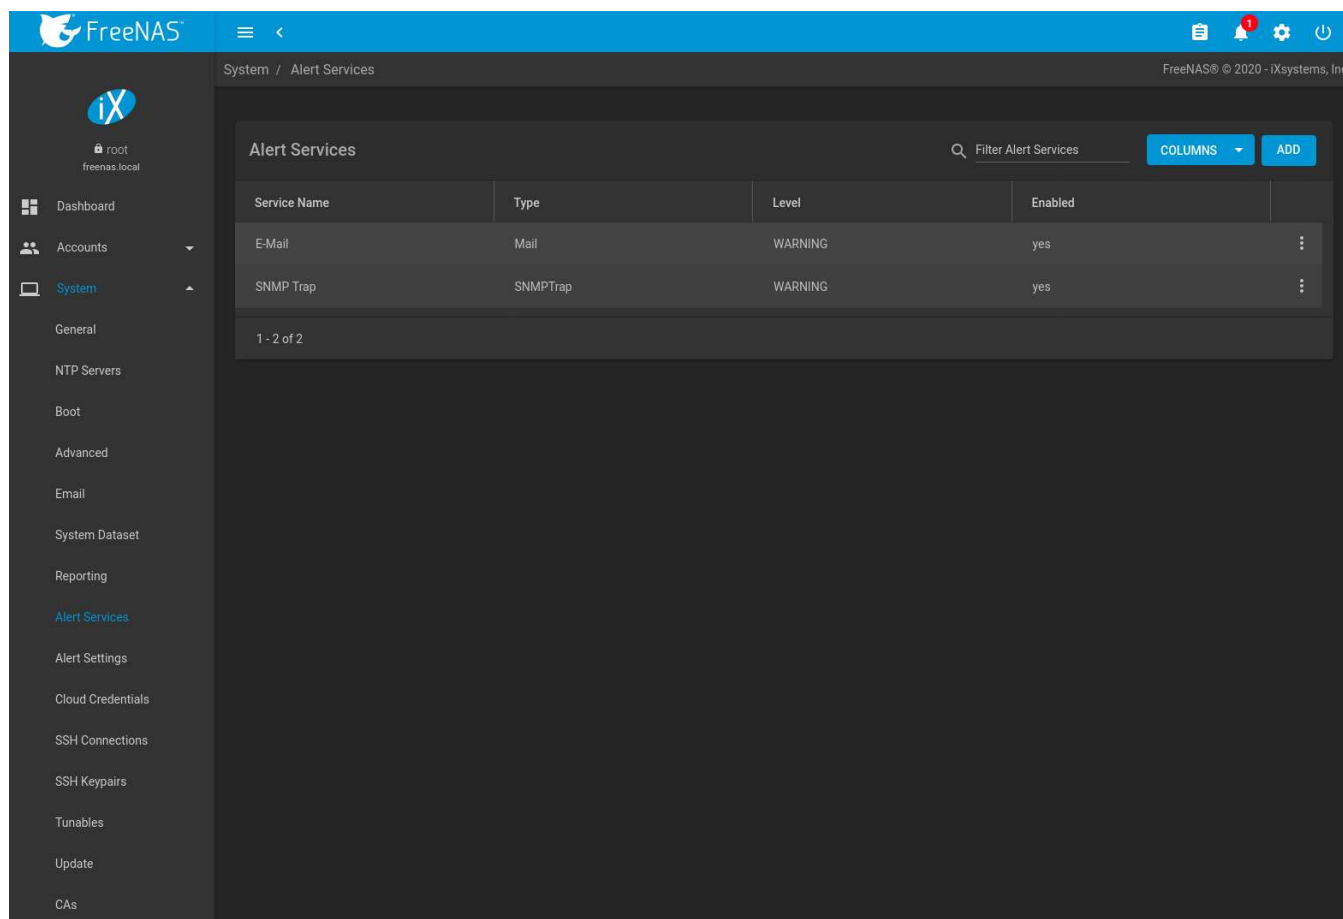 FreeNAS
1
System / Alert Services
FreeNAS® © 2020 - iXsystems, Inc
iX
root
freenas.local
Alert Services
Filter Alert Services
COLUMNS
ADD
Service Name Type Level Enabled
E-Mail Mail WARNING yes
SNMP Trap SNMPTrap WARNING yes
1 - 2 of 2
Dashboard
Accounts
System
General
NTP Servers
Boot
Advanced
Email
System Dataset
Reporting
Alert Services
Alert Settings
Cloud Credentials
SSH Connections
SSH Keypairs
Tunables
Update
CAs